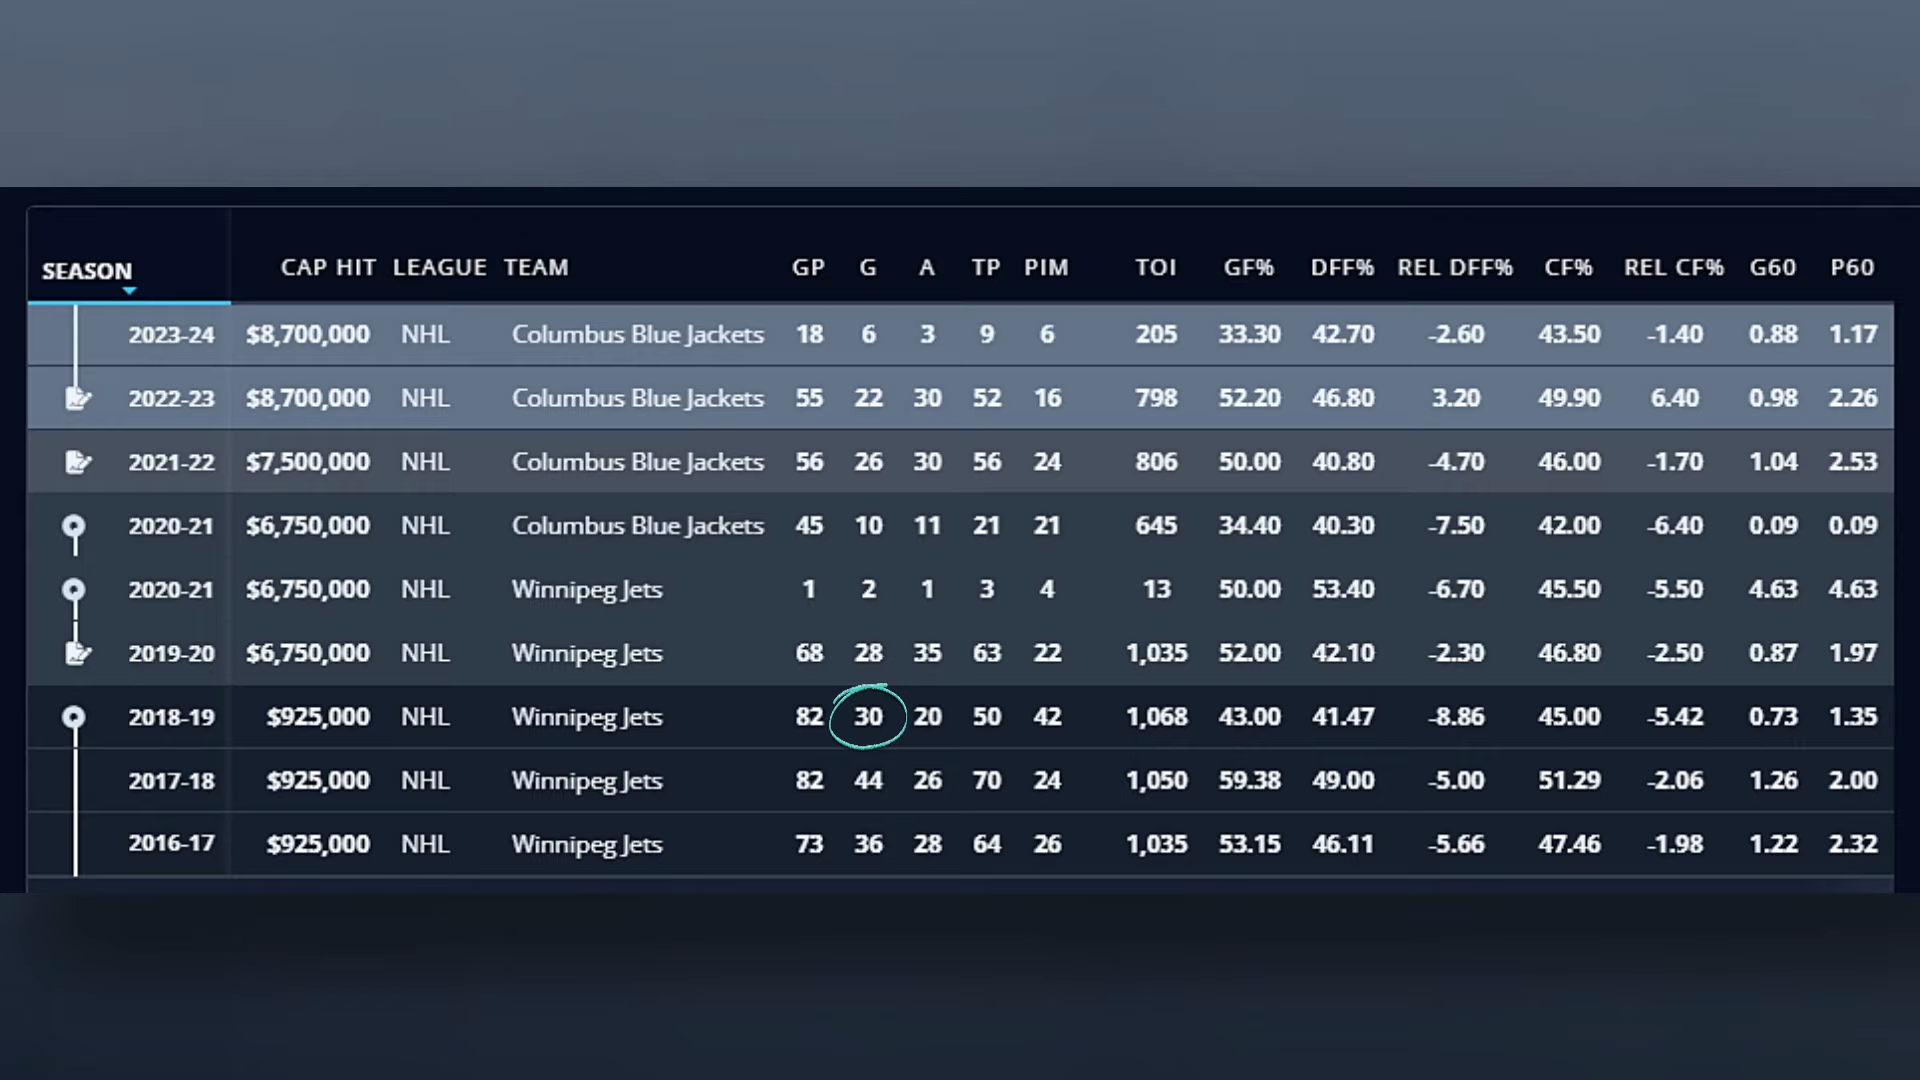 SEASON CAP HIT LEAGUE TEAM GP G A TP PIM TOI GF% DFF% REL DFF% CF% REL CF% G60 P60
2023-24 $8,700,000 NHL Columbus Blue Jackets 18 6 3 9 6 205 33.30 42.70 -2.60 43.50 -1.40 0.88 1.17
2022-23 $8,700,000 NHL Columbus Blue Jackets 55 22 30 52 16 798 52.20 46.80 3.20 49.90 6.40 0.98 2.26
2021-22 $7,500,000 NHL Columbus Blue Jackets 56 26 30 56 24 806 50.00 40.80 -4.70 46.00 -1.70 1.04 2.53
2020-21 $6,750,000 NHL Columbus Blue Jackets 45 10 11 21 21 645 34.40 40.30 -7.50 42.00 -6.40 0.09 0.09
2020-21 $6,750,000 NHL Winnipeg Jets 1 2 1 3 4 13 50.00 53.40 -6.70 45.50 -5.50 4.63 4.63
2019-20 $6,750,000 NHL Winnipeg Jets 68 28 35 63 22 1,035 52.00 42.10 -2.30 46.80 -2.50 0.87 1.97
2018-19 $925,000 NHL Winnipeg Jets 82 30 20 50 42 1,068 43.00 41.47 -8.86 45.00 -5.42 0.73 1.35
2017-18 $925,000 NHL Winnipeg Jets 82 44 26 70 24 1,050 59.38 49.00 -5.00 51.29 -2.06 1.26 2.00
2016-17 $925,000 NHL Winnipeg Jets 73 36 28 64 26 1,035 53.15 46.11 -5.66 47.46 -1.98 1.22 2.32